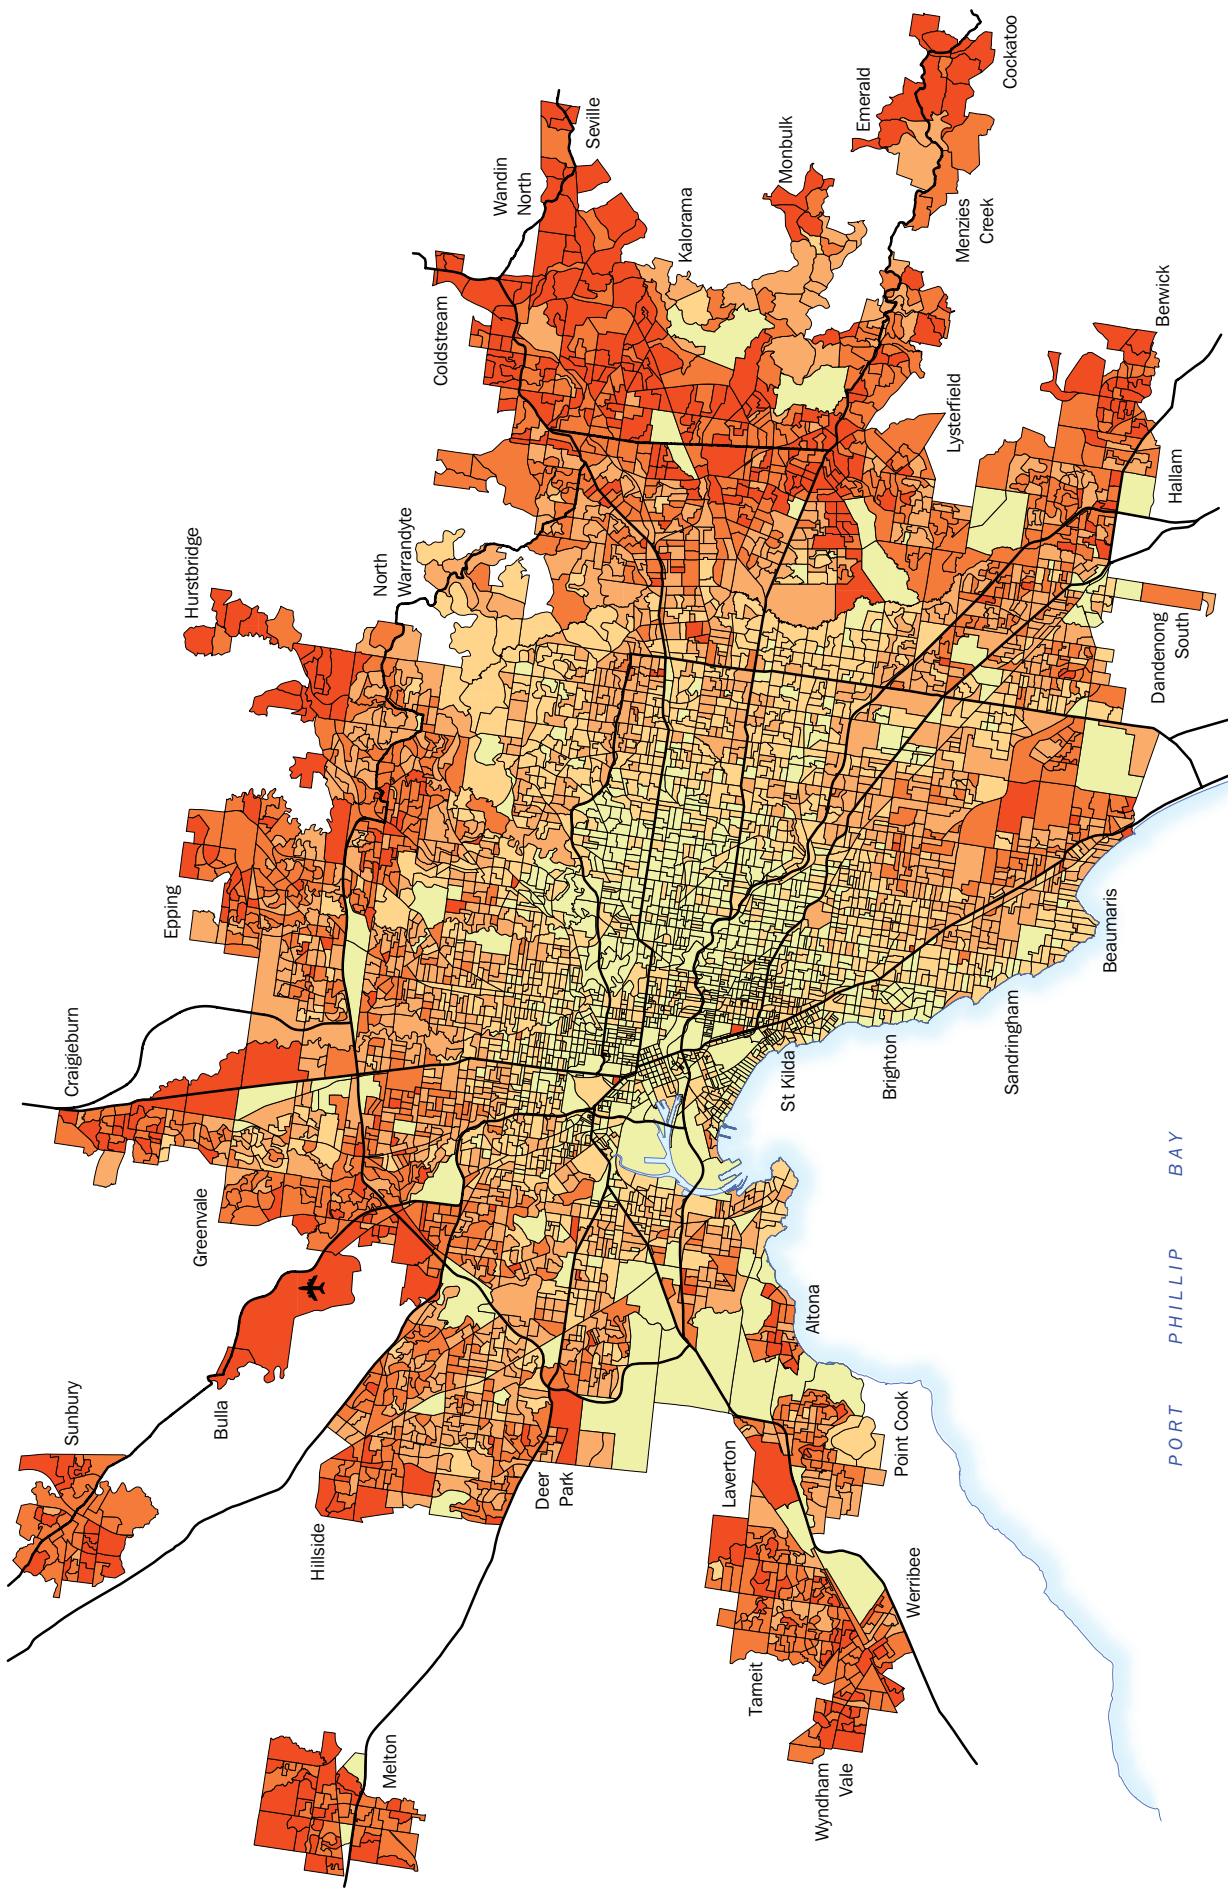 Cockatoo
Emerald
Seville
Monbulk
Wandin
North
Kalorama
Menzies
Creek
Coldstream
Berwick
Lysterfield
Hallam
Hurstbridge
North
Warrandyte
Dandenong
South
Epping
Beaumaris
Craigieburn
Sandringham
Brighton
St Kilda
Greenvale
Altona
Sunbury
Bulla
Point Cook
Laverton
Deer
Park
Hillside
Werribee
Tarneit
Melton
Wyndham
Vale
PORT PHILLIP BAY